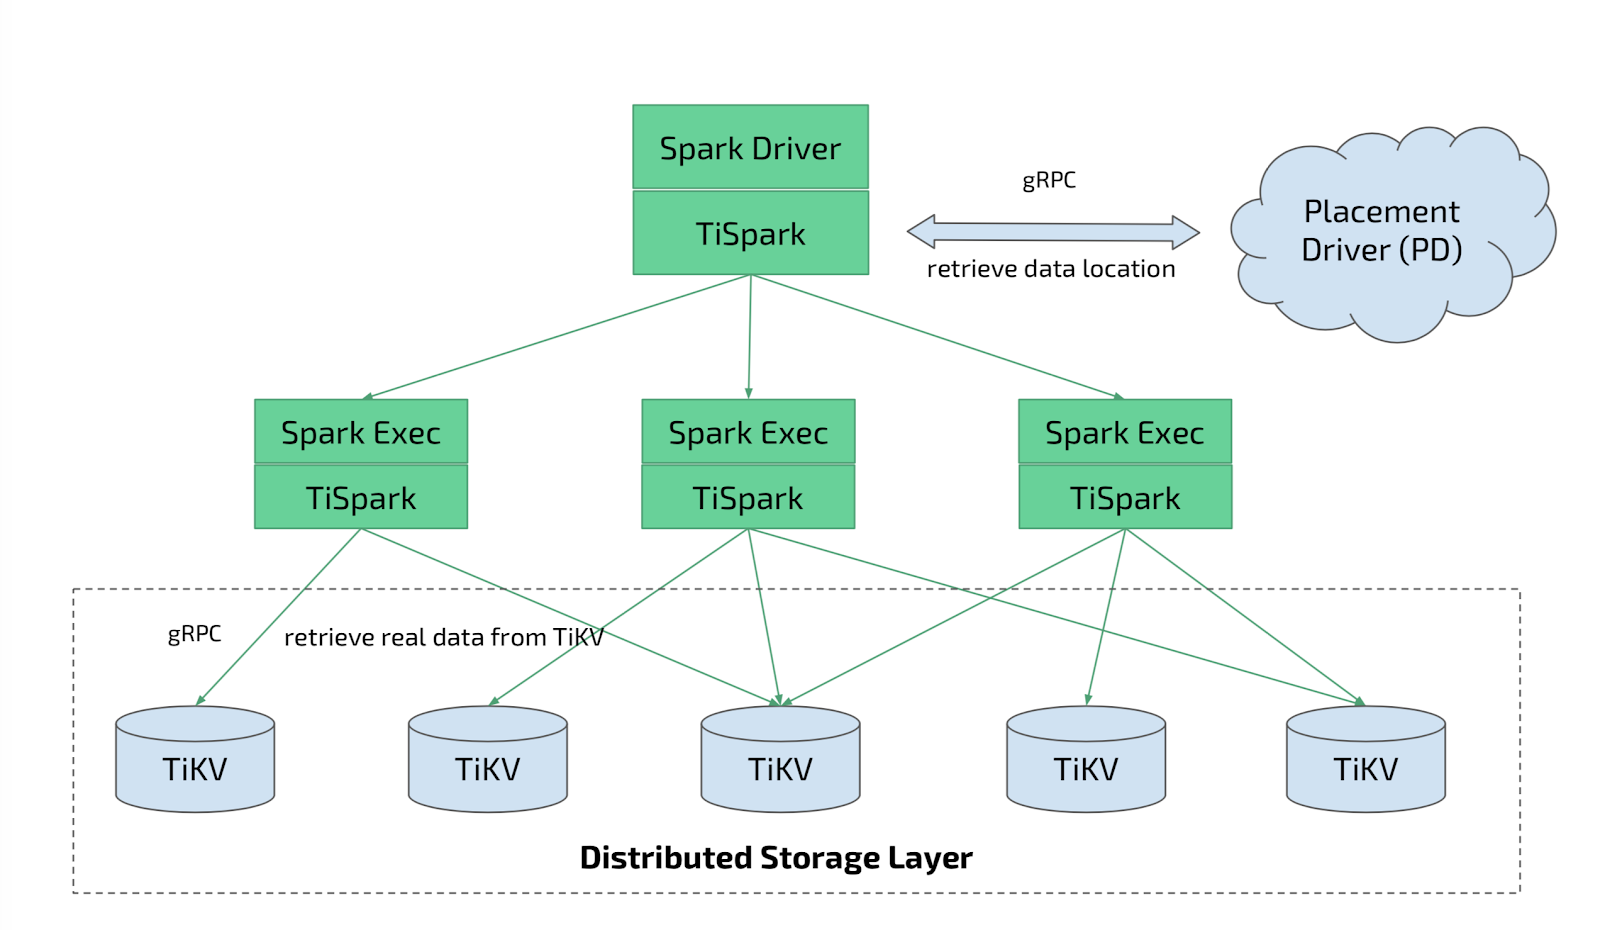 Spark Driver
TiSpark
gRPC
retrieve data location
Placement
Driver (PD)
Spark Exec
TiSpark
Spark Exec
TiSpark
Spark Exec
TiSpark
gRPC
retrieve real data from TiKV
TiKV
TiKV
TiKV
TiKV
TiKV
Distributed Storage Layer